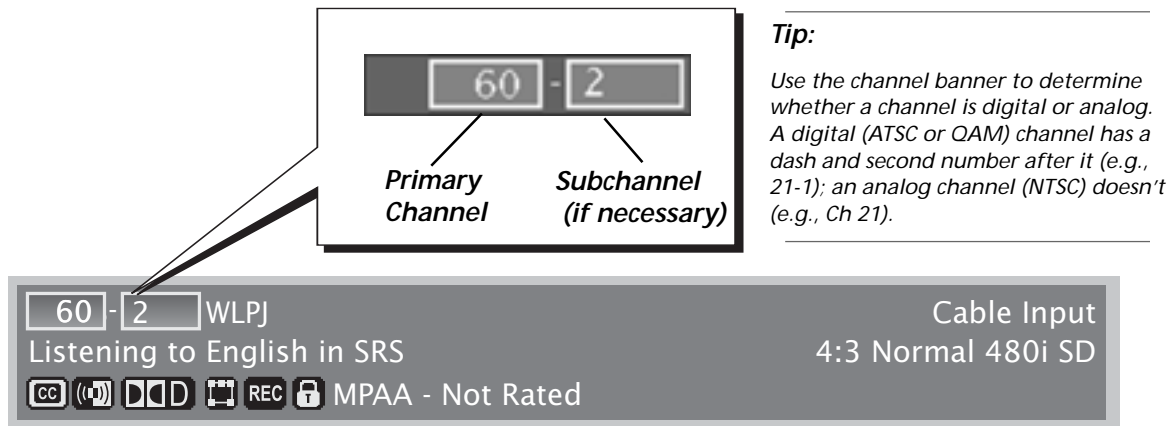 60 - 2
Primary Channel
Subchannel (if necessary)
Tip:
Use the channel banner to determine
whether a channel is digital or analog.
A digital (ATSC or QAM) channel has a
dash and second number after it (e.g.,
21-1); an analog channel (NTSC) doesn't
(e.g., Ch 21).
60 - 2 WLPJ
Cable Input
Listening to English in SRS
4:3 Normal 480i SD
CC REC T MPAA - Not Rated